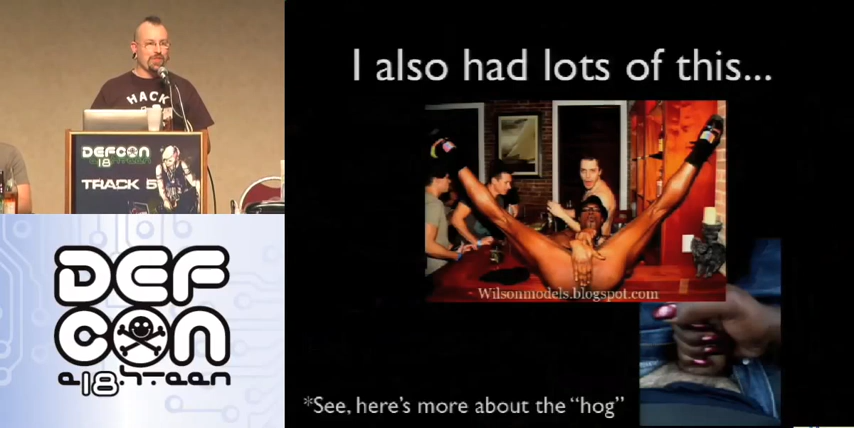 HACK
DEFCON
18
TRACK 5
DEF
CON
e18hteen
I also had lots of this...
- Wilsonmodels.blogspot.com
*See, here's more about the "hog"